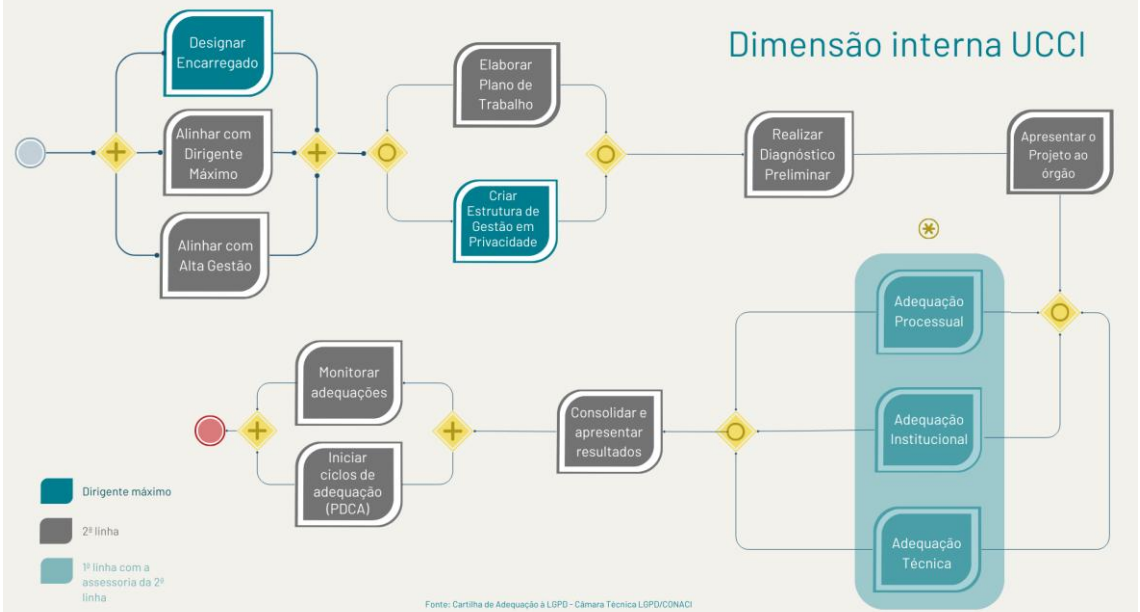 Dimensão interna UCCI
Designar
Encarregado
Alinhar com
Dirigente
Máximo
Alinhar com
Alta Gestão
Elaborar
Plano de
Trabalho
Criar
Estrutura de
Gestão em
Privacidade
Realizar
Diagnóstico
Preliminar
Apresentar o
Projeto ao
órgão
Adequação
Processual
Adequação
Institucional
Adequação
Técnica
Consolidar e
apresentar
resultados
Monitorar
adequações
Iniciar
ciclos de
adequação
(PDCA)
Dirigente máximo
2ª linha
1ª linha com a
assessoria da 2ª
linha
Fonte: Cartilha de Adequação à LGPD - Câmara Técnica LGPD/CONACI